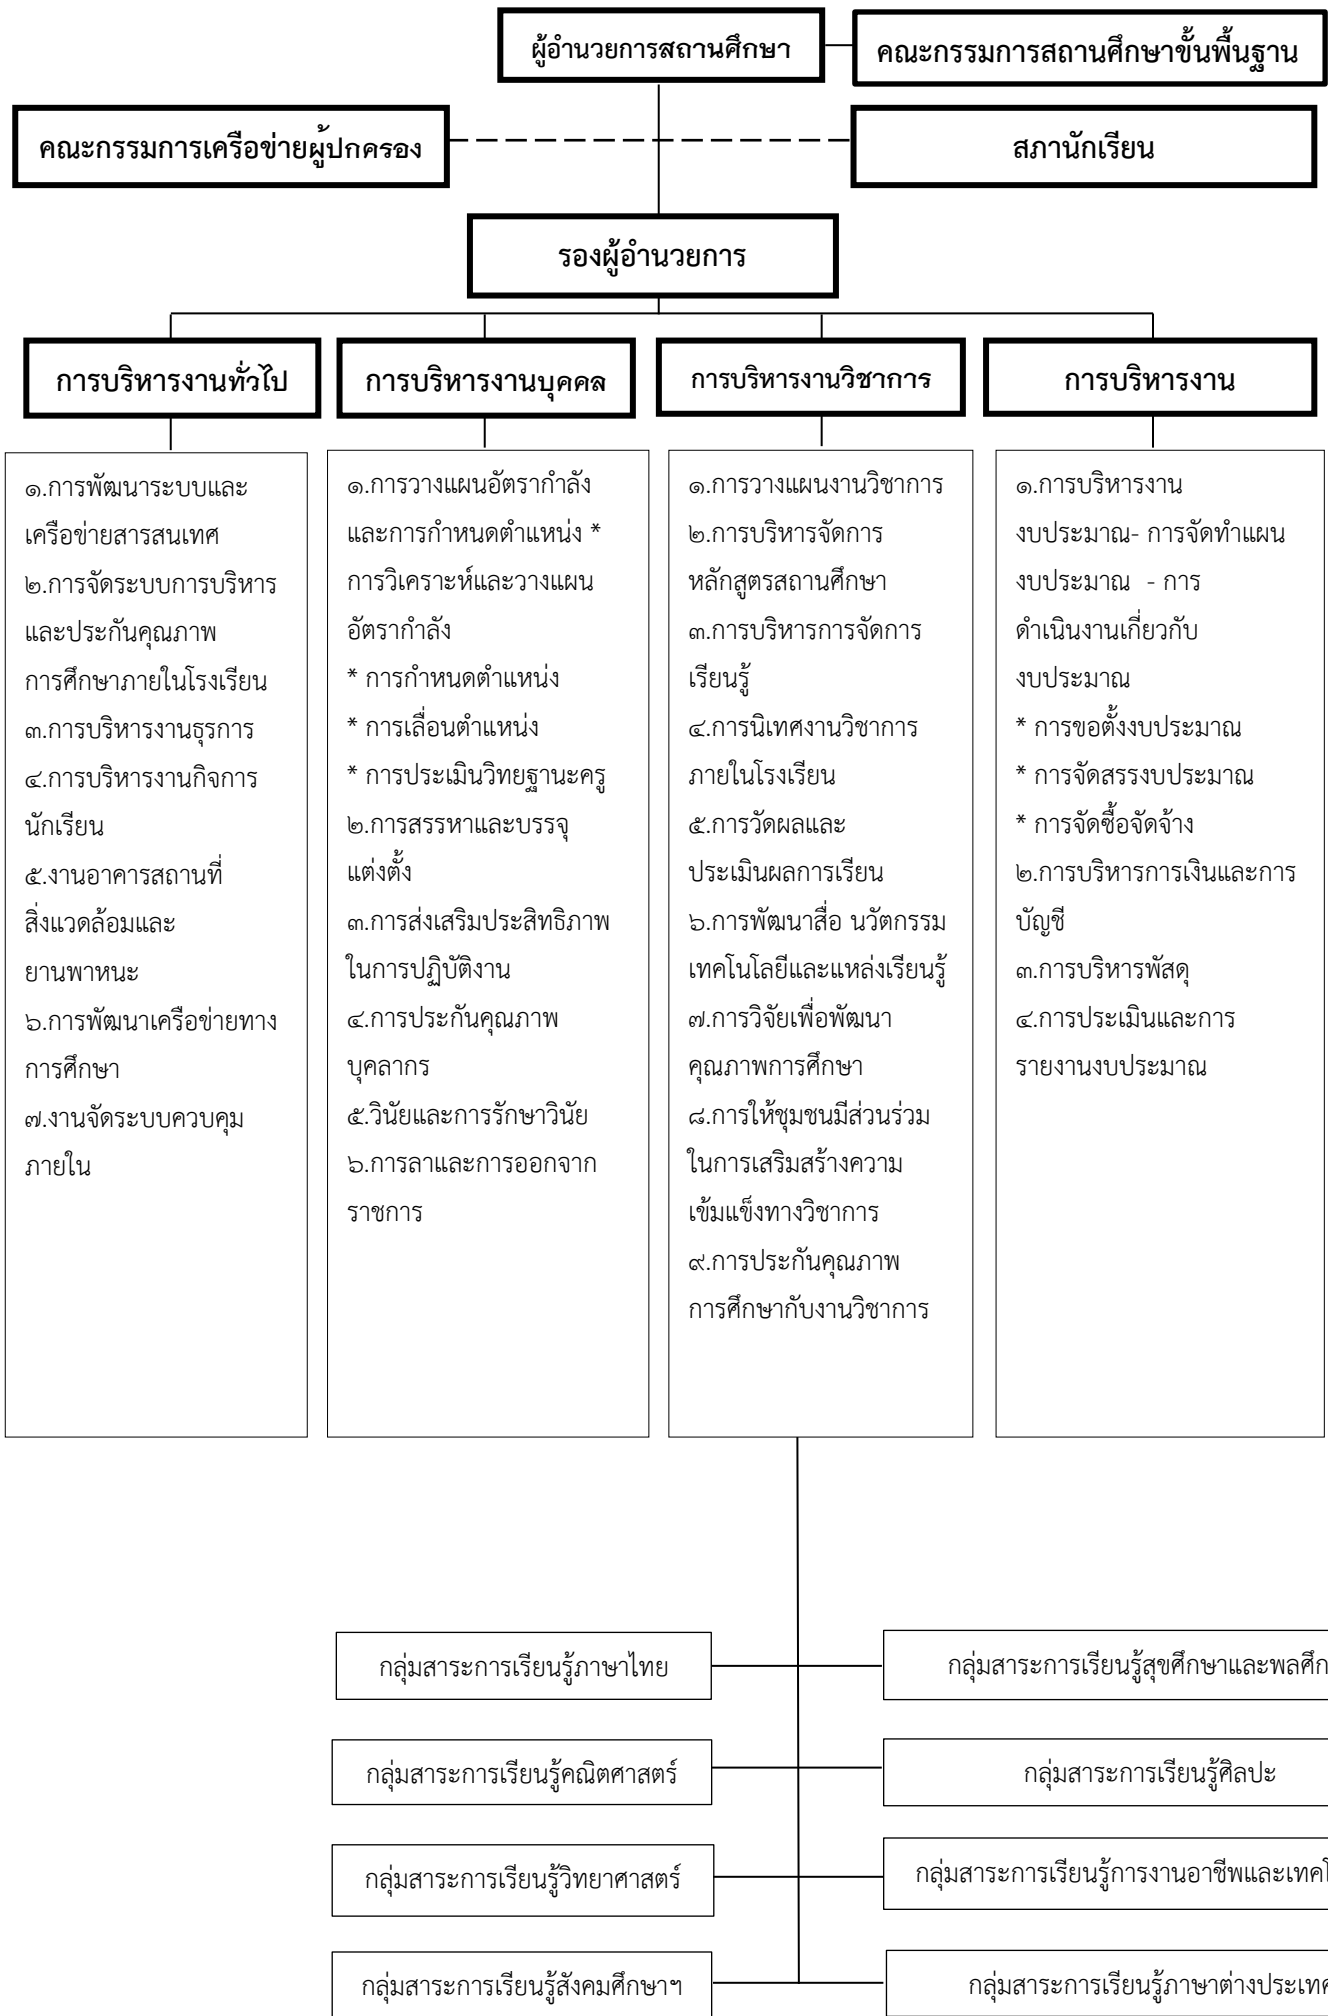 ผู้อำนวยการสถานศึกษา
คณะกรรมการสถานศึกษาขั้นพื้นฐาน
คณะกรรมการเครือข่ายผู้ปกครอง
สภานักเรียน
รองผู้อำนวยการ
การบริหารงานทั่วไป
การบริหารงานบุคคล
การบริหารงานวิชาการ
การบริหารงาน
๑.การพัฒนาระบบและ
เครือข่ายสารสนเทศ
๒.การจัดระบบการบริหาร
และประกันคุณภาพ
การศึกษาภายในโรงเรียน
๓.การบริหารงานธุรการ
๔.การบริหารงานกิจการ
นักเรียน
๕.งานอาคารสถานที่
สิ่งแวดล้อมและ
ยานพาหนะ
๖.การพัฒนาเครือข่ายทาง
การศึกษา
๗.งานจัดระบบควบคุม
ภายใน
๑.การวางแผนอัตรากำลัง
และการกำหนดตำแหน่ง *
การวิเคราะห์และวางแผน
อัตรากำลัง
* การกำหนดตำแหน่ง
* การเลื่อนตำแหน่ง
* การประเมินวิทยฐานะครู
๒.การสรรหาและบรรจุ
แต่งตั้ง
๓.การส่งเสริมประสิทธิภาพ
ในการปฏิบัติงาน
๔.การประกันคุณภาพ
บุคลากร
๕.วินัยและการรักษาวินัย
๖.การลาและการออกจาก
ราชการ
๑.การวางแผนงานวิชาการ
๒.การบริหารจัดการ
หลักสูตรสถานศึกษา
๓.การบริหารการจัดการ
เรียนรู้
๔.การนิเทศงานวิชาการ
ภายในโรงเรียน
๕.การวัดผลและ
ประเมินผลการเรียน
๖.การพัฒนาสื่อ นวัตกรรม
เทคโนโลยีและแหล่งเรียนรู้
๗.การวิจัยเพื่อพัฒนา
คุณภาพการศึกษา
๘.การให้ชุมชนมีส่วนร่วม
ในการเสริมสร้างความ
เข้มแข็งทางวิชาการ
๙.การประกันคุณภาพ
การศึกษากับงานวิชาการ
๑.การบริหารงาน
งบประมาณ- การจัดทำแผน
งบประมาณ - การ
ดำเนินงานเกี่ยวกับ
งบประมาณ
* การขอตั้งงบประมาณ
* การจัดสรรงบประมาณ
* การจัดซื้อจัดจ้าง
๒.การบริหารการเงินและการ
บัญชี
๓.การบริหารพัสดุ
๔.การประเมินและการ
รายงานงบประมาณ
กลุ่มสาระการเรียนรู้ภาษาไทย
กลุ่มสาระการเรียนรู้สุขศึกษาและพลศึก
กลุ่มสาระการเรียนรู้คณิตศาสตร์
กลุ่มสาระการเรียนรู้ศิลปะ
กลุ่มสาระการเรียนรู้วิทยาศาสตร์
กลุ่มสาระการเรียนรู้การงานอาชีพและเทคโ
กลุ่มสาระการเรียนรู้สังคมศึกษาฯ
กลุ่มสาระการเรียนรู้ภาษาต่างประเทศ